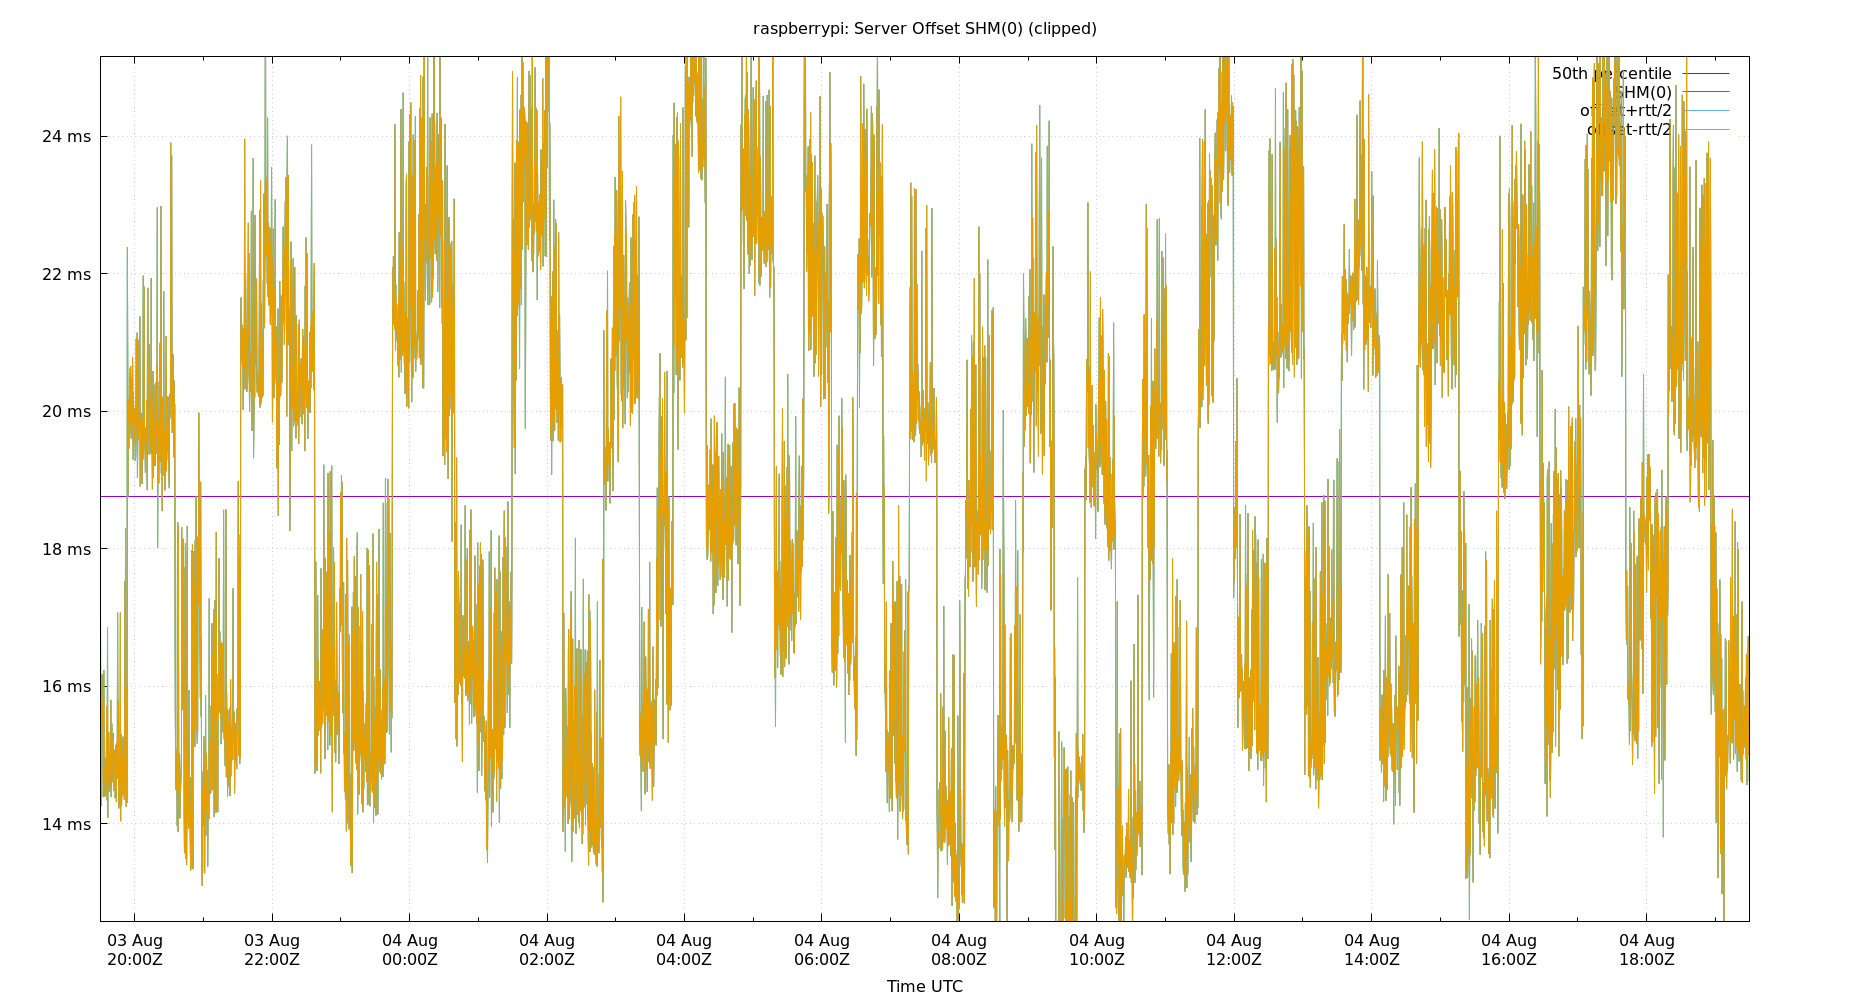 raspberrypi: Server Offset SHM(0) (clipped)
50th percentile
SHM(0)
offset+rtt/2
offset-rtt/2
24 ms
22 ms
20 ms
18 ms
16 ms
14 ms
03 Aug 03 Aug 04 Aug 04 Aug 04 Aug 04 Aug 04 Aug 04 Aug 04 Aug 04 Aug 04 Aug 04 Aug
20:00Z 22:00Z 00:00Z 02:00Z 04:00Z 06:00Z 08:00Z 10:00Z 12:00Z 14:00Z 16:00Z 18:00Z
Time UTC